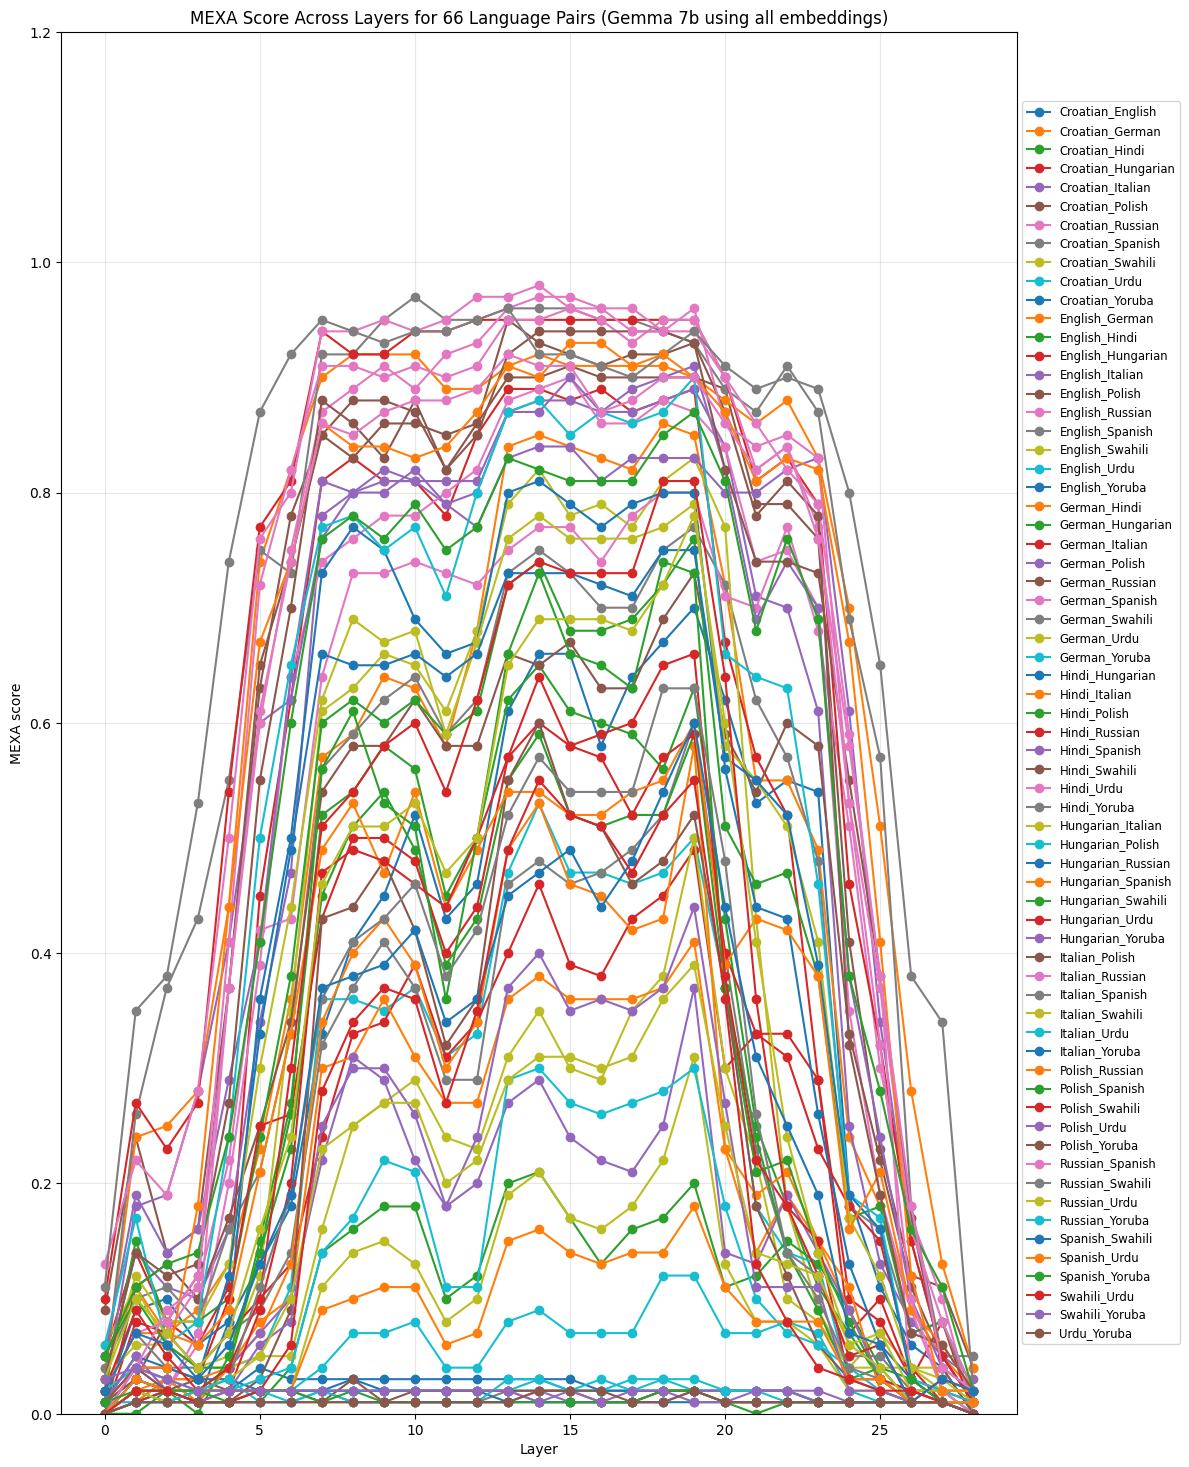 MEXA Score Across Layers for 66 Language Pairs (Gemma 7b using all embeddings)
MEXA score
1.2
1.0
0.8
0.6
0.4
0.2
0.0
0
5
10
15
20
25
Layer
Croatian_English
Croatian_German
Croatian_Hindi
Croatian_Hungarian
Croatian_Italian
Croatian_Polish
Croatian_Russian
Croatian_Spanish
Croatian_Swahili
Croatian_Urdu
Croatian_Yoruba
English_German
English_Hindi
English_Hungarian
English_Italian
English_Polish
English_Russian
English_Spanish
English_Swahili
English_Urdu
English_Yoruba
German_Hindi
German_Hungarian
German_Italian
German_Polish
German_Russian
German_Spanish
German_Swahili
German_Urdu
German_Yoruba
Hindi_Hungarian
Hindi_Italian
Hindi_Polish
Hindi_Russian
Hindi_Spanish
Hindi_Swahili
Hindi_Urdu
Hindi_Yoruba
Hungarian_Italian
Hungarian_Polish
Hungarian_Russian
Hungarian_Spanish
Hungarian_Swahili
Hungarian_Urdu
Hungarian_Yoruba
Italian_Polish
Italian_Russian
Italian_Spanish
Italian_Swahili
Italian_Urdu
Italian_Yoruba
Polish_Russian
Polish_Spanish
Polish_Swahili
Polish_Urdu
Polish_Yoruba
Russian_Spanish
Russian_Swahili
Russian_Urdu
Russian_Yoruba
Spanish_Swahili
Spanish_Urdu
Spanish_Yoruba
Swahili_Urdu
Swahili_Yoruba
Urdu_Yoruba